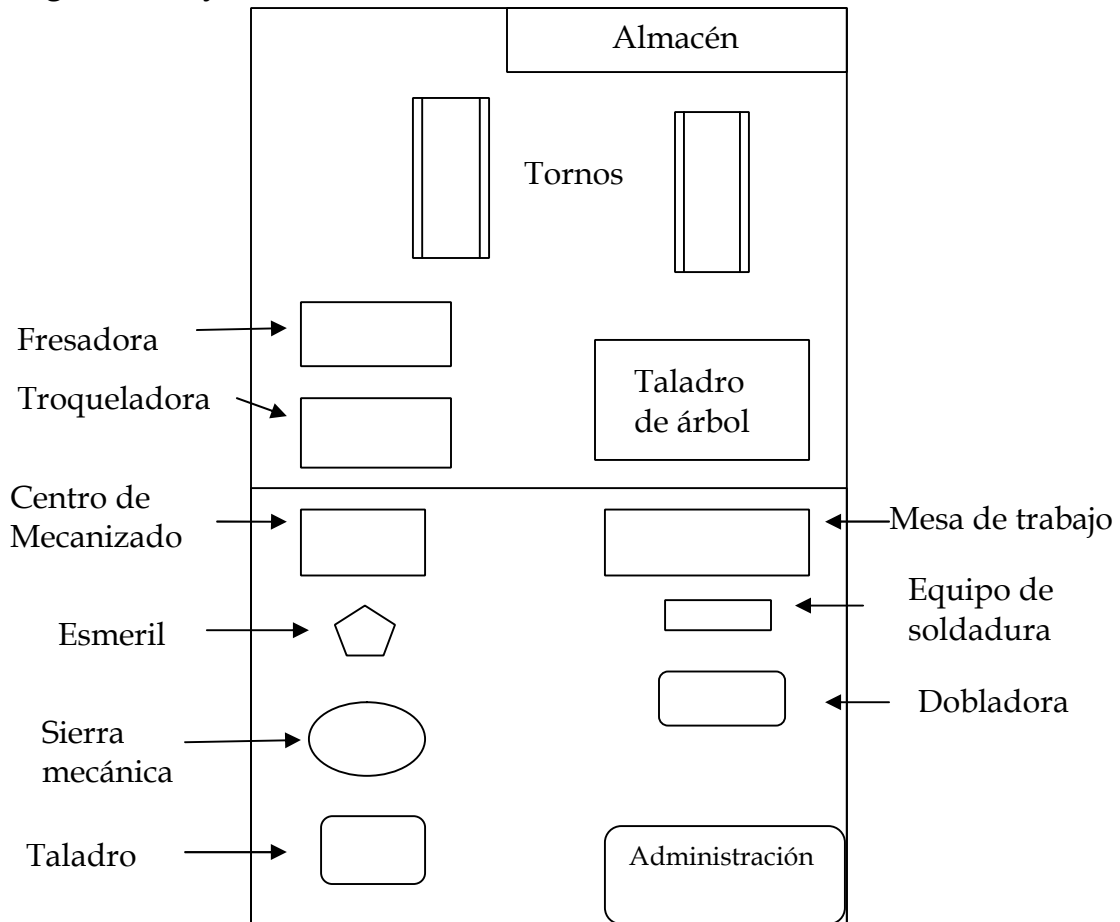 Almacén
Tornos
Fresadora
Troqueladora
Taladro
de árbol
Centro de
Mecanizado
Mesa de trabajo
Equipo de
soldadura
Esmeril
Dobladora
Sierra
mecánica
Taladro
Administración